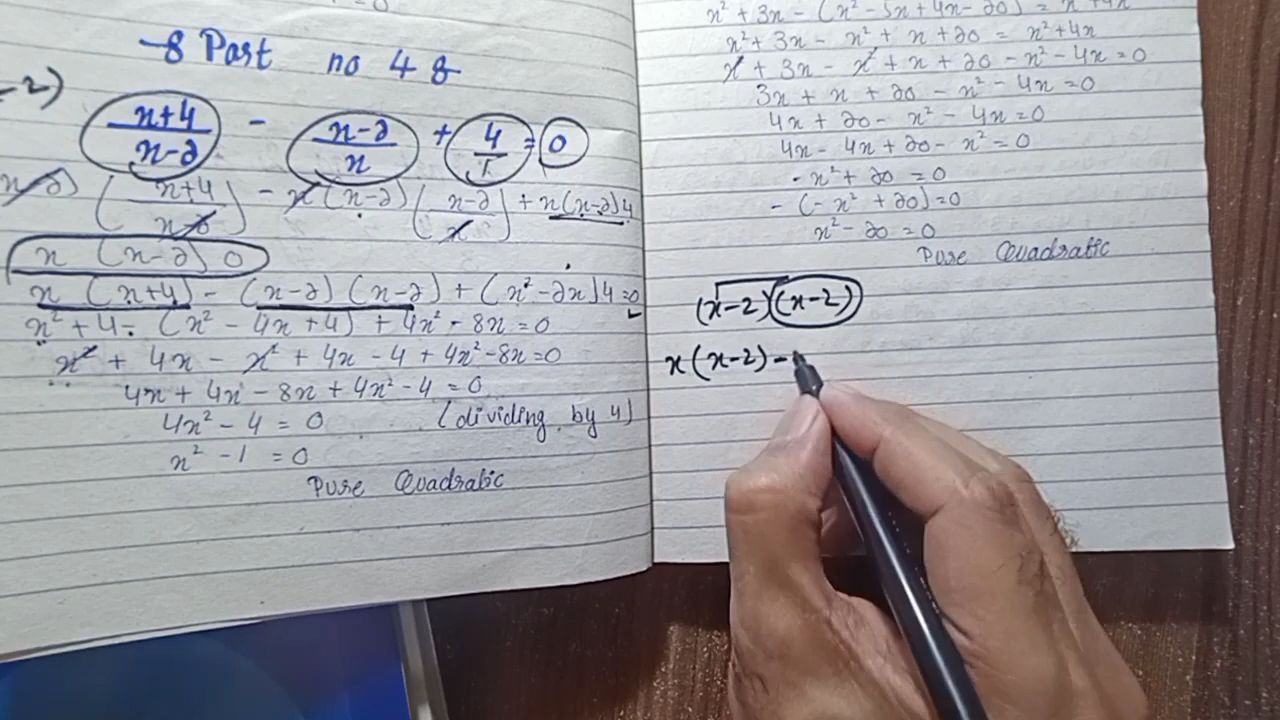 = 0
-8 Part no 4 &
-2)
x+4/x-2 - x-2/x + 4/1 = 0
x-2) (x+4/x-2) - x(x-2) (x-2/x) + x(x-2)4
x (x-2) 0
x (x+4) - (x-2) (x-2) + (x² - 2x)4 = 0
x² + 4 - (x² - 4x + 4) + 4x² - 8x = 0
x² + 4x - x² + 4x - 4 + 4x² - 8x = 0
4x + 4x - 8x + 4x² - 4 = 0
4x² - 4 = 0 (dividing by 4)
x² - 1 = 0
Pure Quadratic
x² + 3x - (x² - 5x + 4x - 20) = x² + 4x
x² + 3x - x² + x + 20 = x² + 4x
x + 3x - x² + x + 20 - x² - 4x = 0
3x + x + 20 - x² - 4x = 0
4x + 20 - x² - 4x = 0
4x - 4x + 20 - x² = 0
- x² + 20 = 0
- (- x² + 20) = 0
x² - 20 = 0
Pure Quadratic
(x-2)(x-2)
x(x-2) -